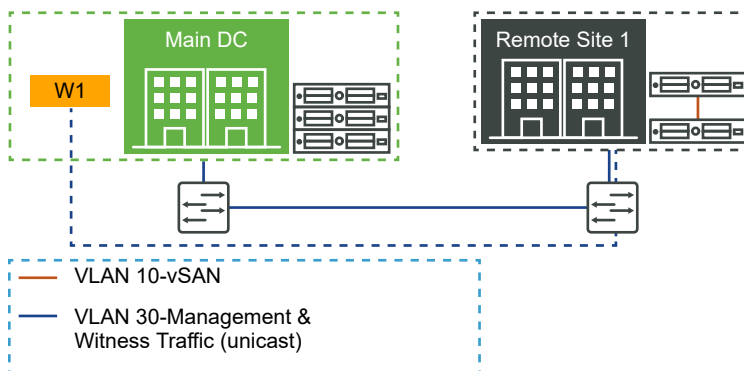 Main DC
Remote Site 1
W1
VLAN 10-vSAN
VLAN 30-Management &
Witness Traffic (unicast)